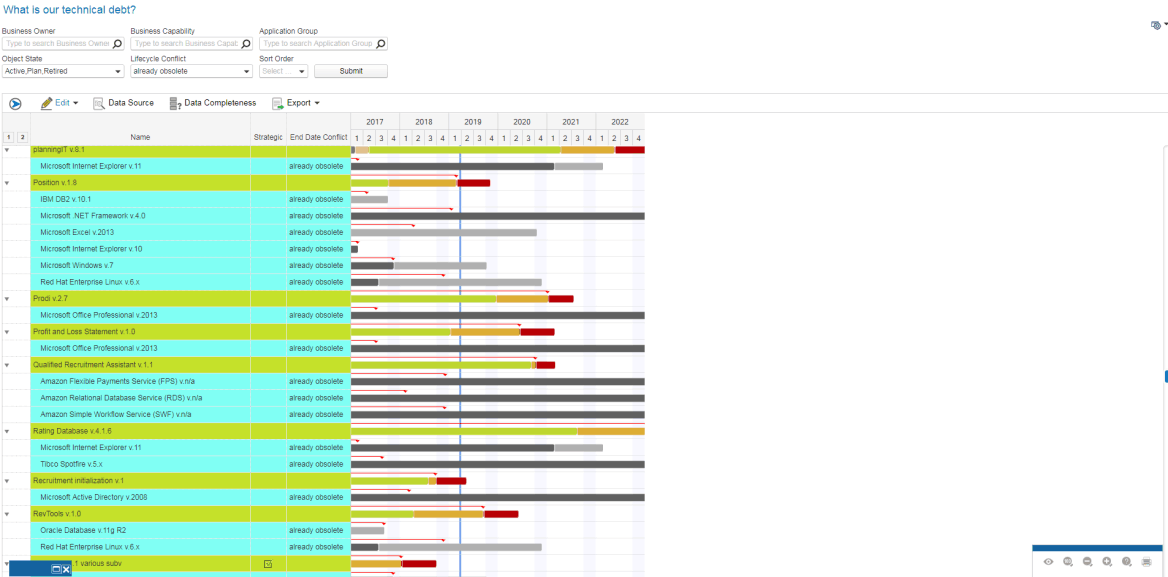 What is our technical debt?
Business Owner Business Capability Application Group
Type to search Business Owner Type to search Business Capab Type to search Application Group
Object State Lifecycle Conflict Sort Order
Active,Plan,Retired already obsolete Select ... Submit
Edit Data Source Data Completeness Export
2017 2018 2019 2020 2021 2022
1 2 Name Strategic End Date Conflict 1 2 3 4 1 2 3 4 1 2 3 4 1 2 3 4 1 2 3 4 1 2 3 4
planningIT v.8.1
Microsoft Internet Explorer v.11 already obsolete
Position v.1.8
IBM DB2 v.10.1 already obsolete
Microsoft .NET Framework v.4.0 already obsolete
Microsoft Excel v.2013 already obsolete
Microsoft Internet Explorer v.10 already obsolete
Microsoft Windows v.7 already obsolete
Red Hat Enterprise Linux v.6.x already obsolete
Prodi v.2.7
Microsoft Office Professional v.2013 already obsolete
Profit and Loss Statement v.1.0
Microsoft Office Professional v.2013 already obsolete
Qualified Recruitment Assistant v.1.1
Amazon Flexible Payments Service (FPS) v.n/a already obsolete
Amazon Relational Database Service (RDS) v.n/a already obsolete
Amazon Simple Workflow Service (SWF) v.n/a already obsolete
Rating Database v.4.1.6
Microsoft Internet Explorer v.11 already obsolete
Tibco Spotfire v.5.x already obsolete
Recruitment initialization v.1
Microsoft Active Directory v.2008 already obsolete
RevTools v.1.0
Oracle Database v.11g R2 already obsolete
Red Hat Enterprise Linux v.6.x already obsolete
.1 various subv